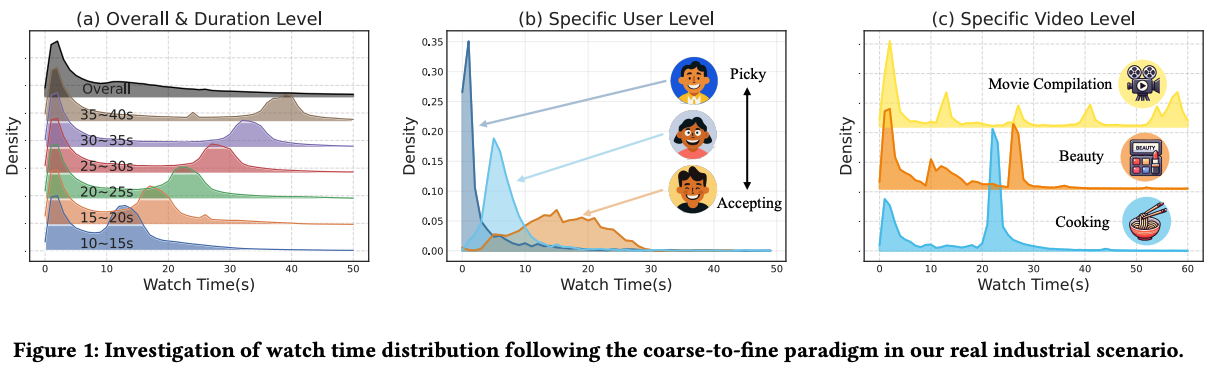 (a) Overall & Duration Level
Density
Overall
35~40s
30~35s
25~30s
20~25s
15~20s
10~15s
0 10 20 30 40 50
Watch Time(s)
(b) Specific User Level
Density
0.35
0.30
0.25
0.20
0.15
0.10
0.05
0.00
Picky
Accepting
0 10 20 30 40 50
Watch Time(s)
(c) Specific Video Level
Density
Movie Compilation
Beauty
BEAUTY
Cooking
0 10 20 30 40 50 60
Watch Time(s)
Figure 1: Investigation of watch time distribution following the coarse-to-fine paradigm in our real industrial scenario.